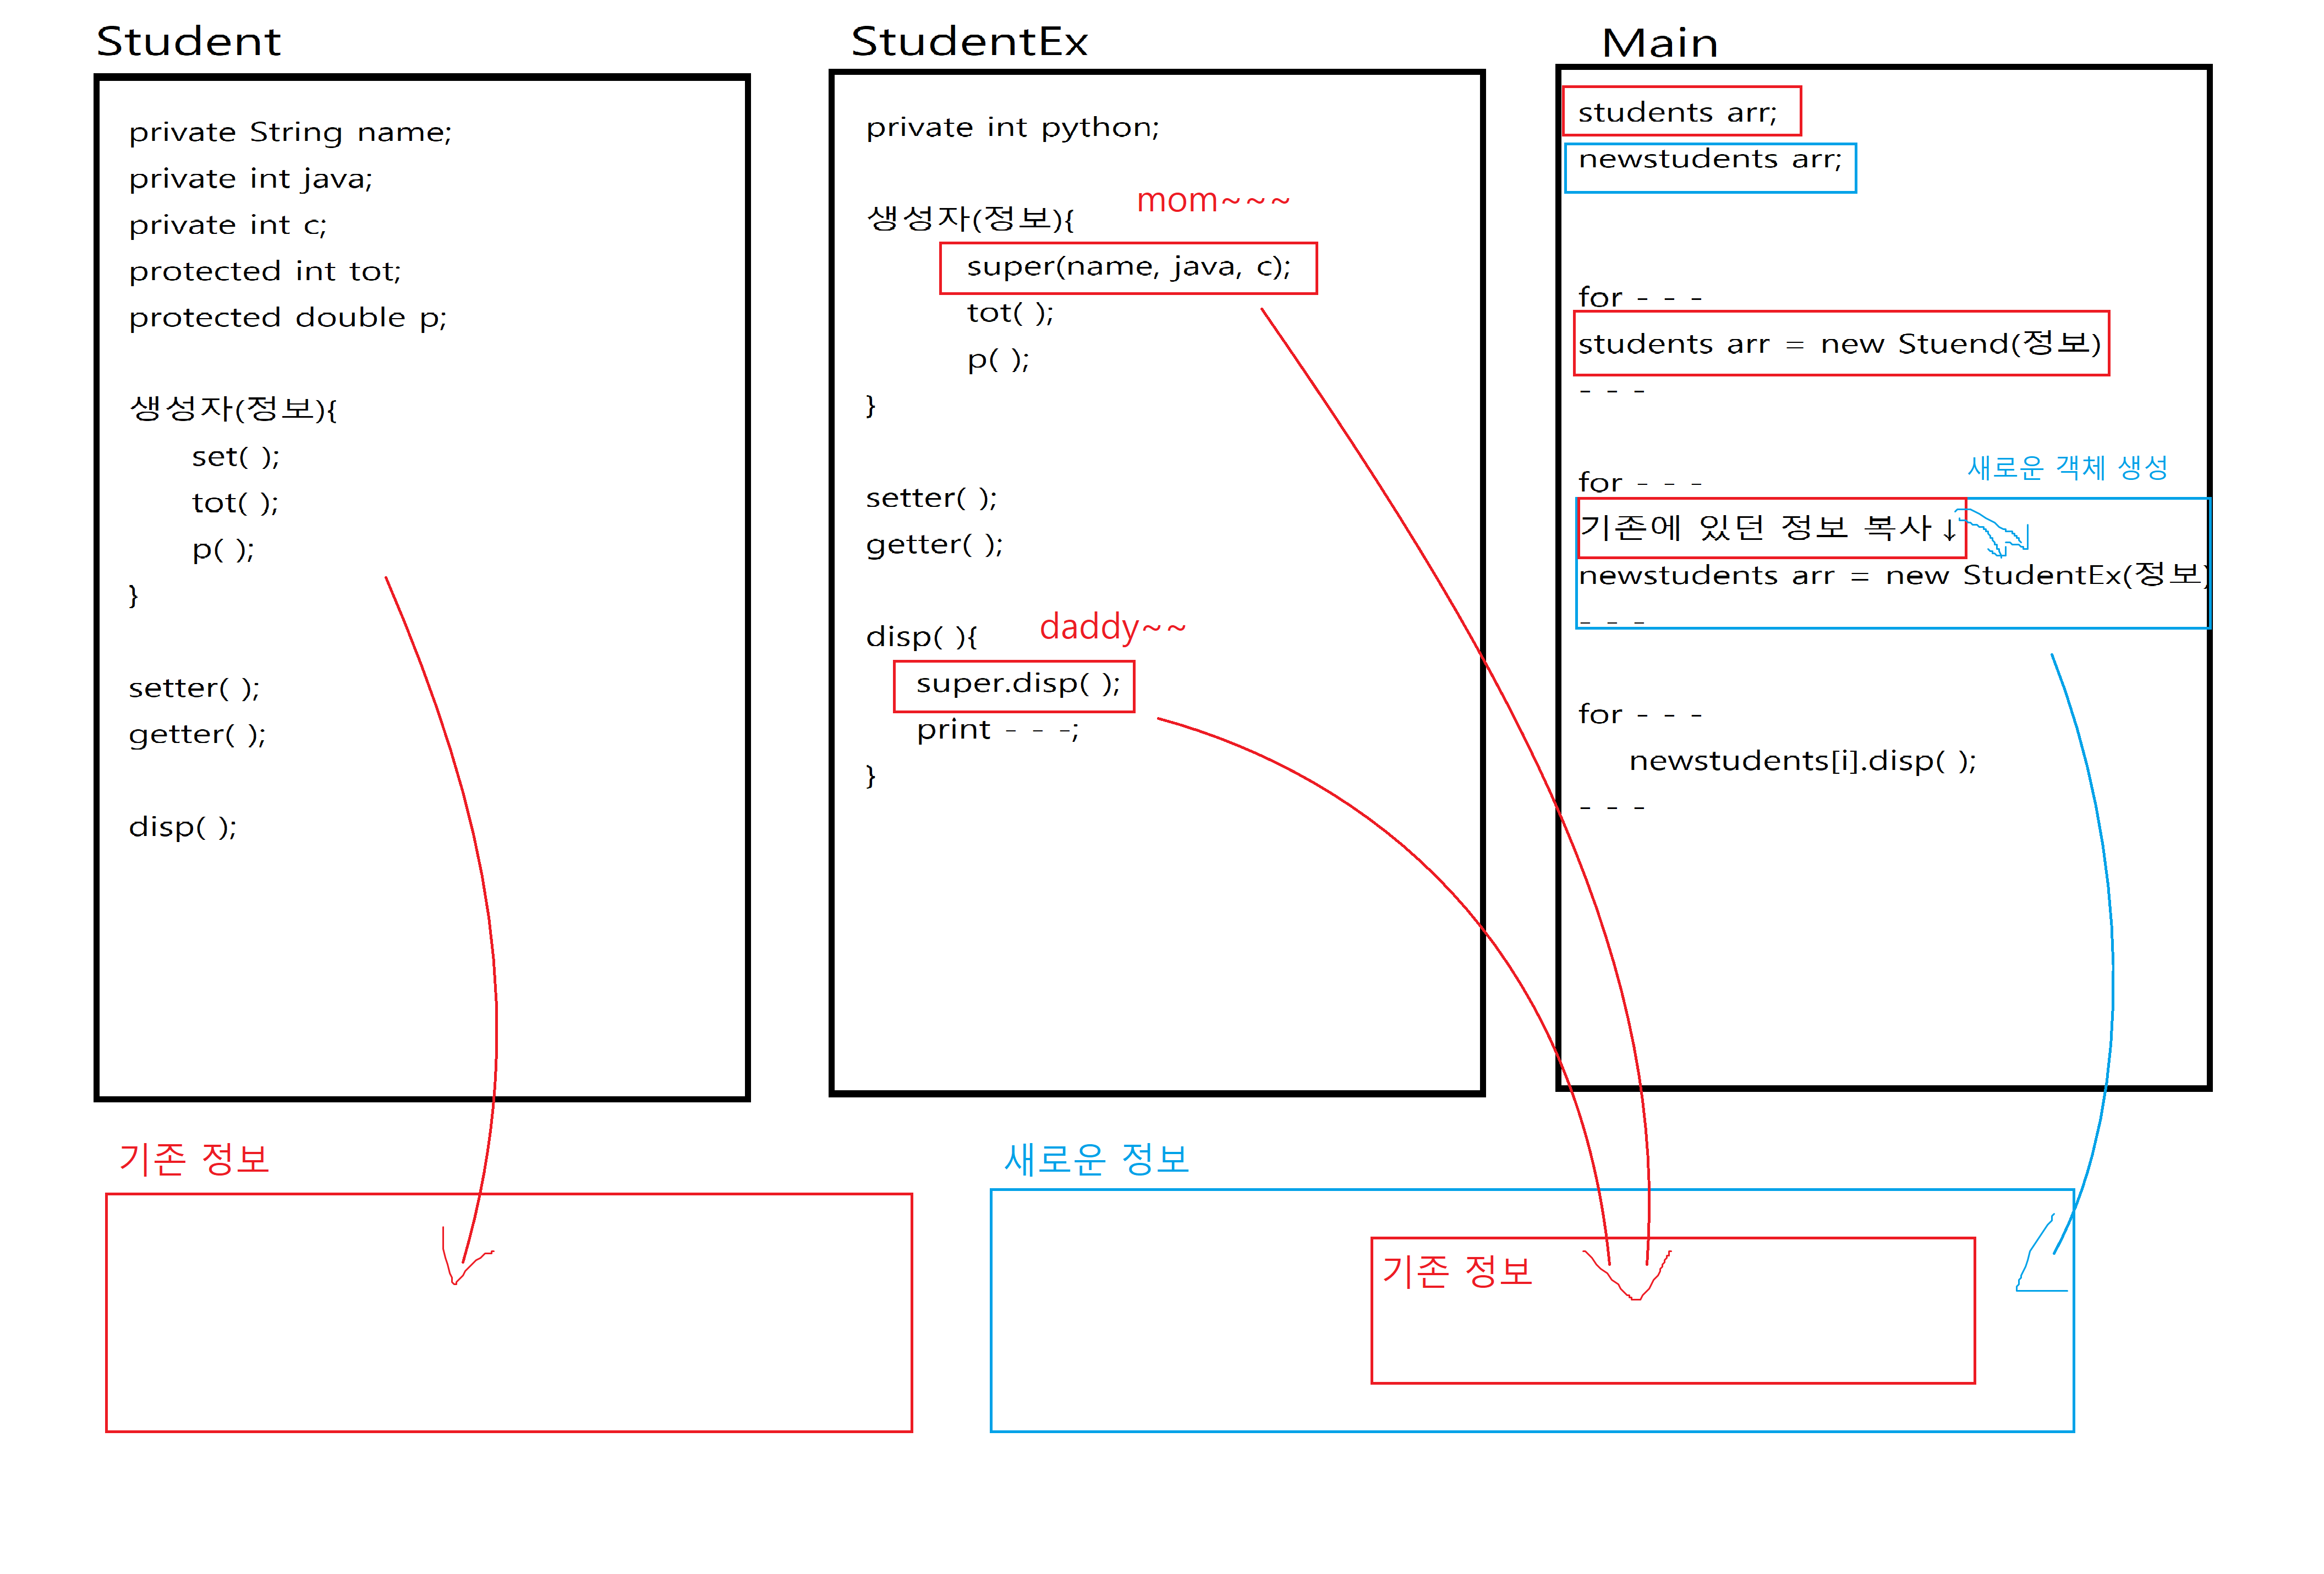 Student
private String name;
private int java;
private int c;
protected int tot;
protected double p;
생성자(정보){
set( );
tot( );
p( );
}
setter( );
getter( );
disp( );
StudentEx
private int python;
mom~~~
생성자(정보){
super(name, java, c);
tot( );
p( );
}
setter( );
getter( );
daddy~~
disp( ){
super.disp( );
print - - -;
}
Main
students arr;
newstudents arr;
for - - -
students arr = new Stuend(정보)
- - -
새로운 객체 생성
for - - -
기존에 있던 정보 복사↓
newstudents arr = new StudentEx(정보)
- - -
for - - -
newstudents[i].disp( );
- - -
기존 정보
새로운 정보
기존 정보